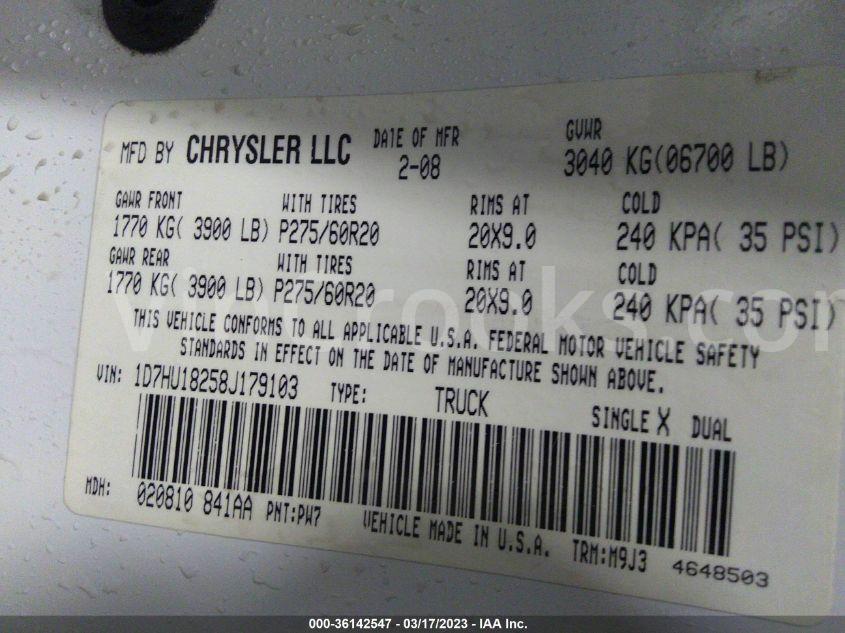 MFD BY CHRYSLER LLC DATE OF MFR GVWR
2-08 3040 KG(06700 LB)
GAWR FRONT WITH TIRES RIMS AT COLD
1770 KG( 3900 LB) P275/60R20 20X9.0 240 KPA( 35 PSI)
GAWR REAR WITH TIRES RIMS AT COLD
1770 KG( 3900 LB) P275/60R20 20X9.0 240 KPA( 35 PSI)
THIS VEHICLE CONFORMS TO ALL APPLICABLE U.S.A. FEDERAL MOTOR VEHICLE SAFETY
STANDARDS IN EFFECT ON THE DATE OF MANUFACTURE SHOWN ABOVE.
VIN: 1D7HU18258J179103 TYPE: TRUCK SINGLE X DUAL
MDH: 020810 841AA PNT:PW7 VEHICLE MADE IN U.S.A. TRM:M9J3 4648503
000-36142547 — 03/17/2023 — IAA Inc.